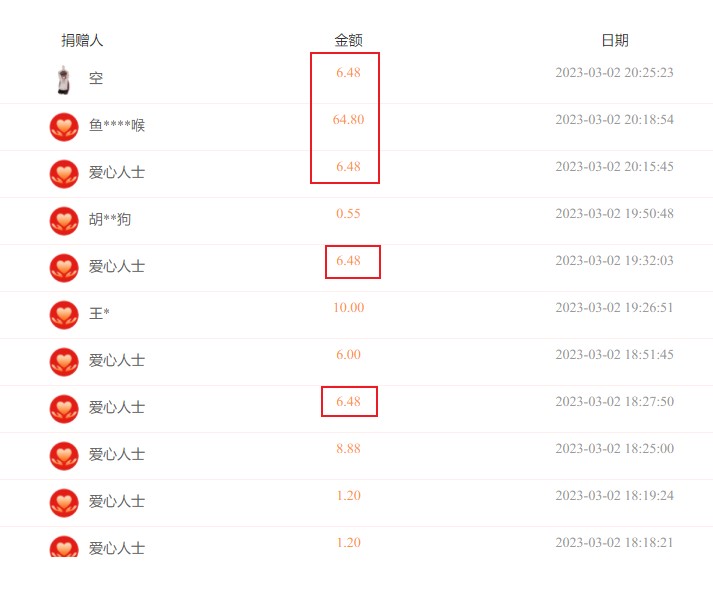 捐赠人 金额 日期
空 6.48 2023-03-02 20:25:23
鱼****喉 64.80 2023-03-02 20:18:54
爱心人士 6.48 2023-03-02 20:15:45
胡**狗 0.55 2023-03-02 19:50:48
爱心人士 6.48 2023-03-02 19:32:03
王* 10.00 2023-03-02 19:26:51
爱心人士 6.00 2023-03-02 18:51:45
爱心人士 6.48 2023-03-02 18:27:50
爱心人士 8.88 2023-03-02 18:25:00
爱心人士 1.20 2023-03-02 18:19:24
爱心人士 1.20 2023-03-02 18:18:21